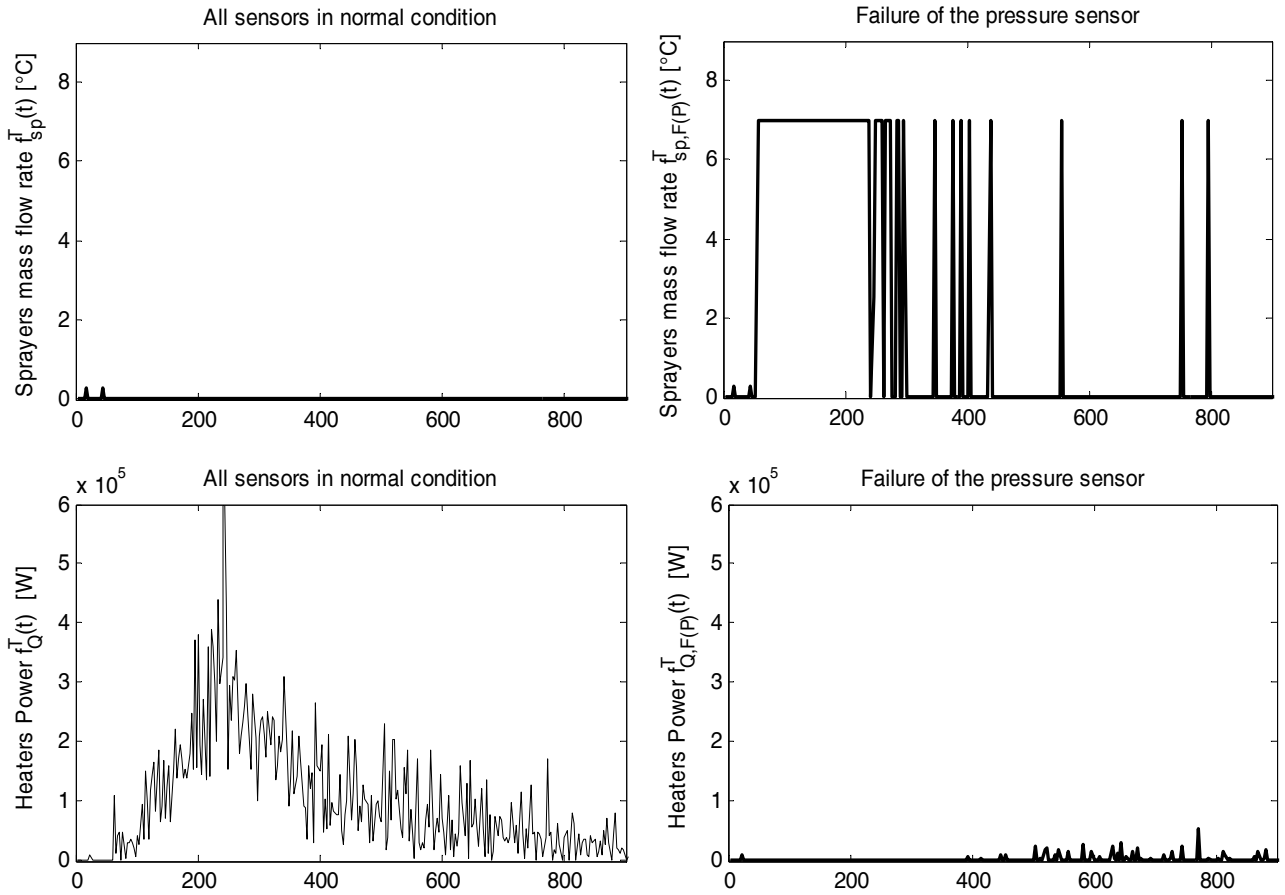 All sensors in normal condition
Sprayers mass flow rate f^T_sp(t) [°C]
8
6
4
2
0
0 200 400 600 800
Failure of the pressure sensor
Sprayers mass flow rate f^T_sp,F(P)(t) [°C]
8
6
4
2
0
0 200 400 600 800
All sensors in normal condition
x 10^5
Heaters Power f^T_Q(t) [W]
6
5
4
3
2
1
0
0 200 400 600 800
Failure of the pressure sensor
x 10^5
Heaters Power f^T_Q,F(P)(t) [W]
6
5
4
3
2
1
0
0 200 400 600 800